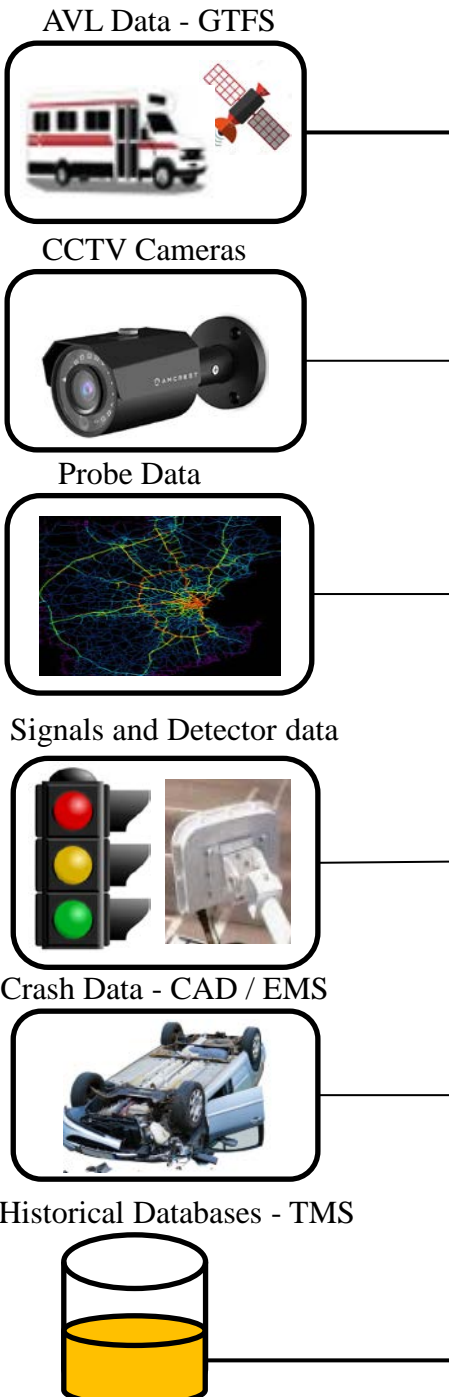 AVL Data - GTFS
CCTV Cameras
AMCREST
Probe Data
Signals and Detector data
Crash Data - CAD / EMS
Historical Databases - TMS